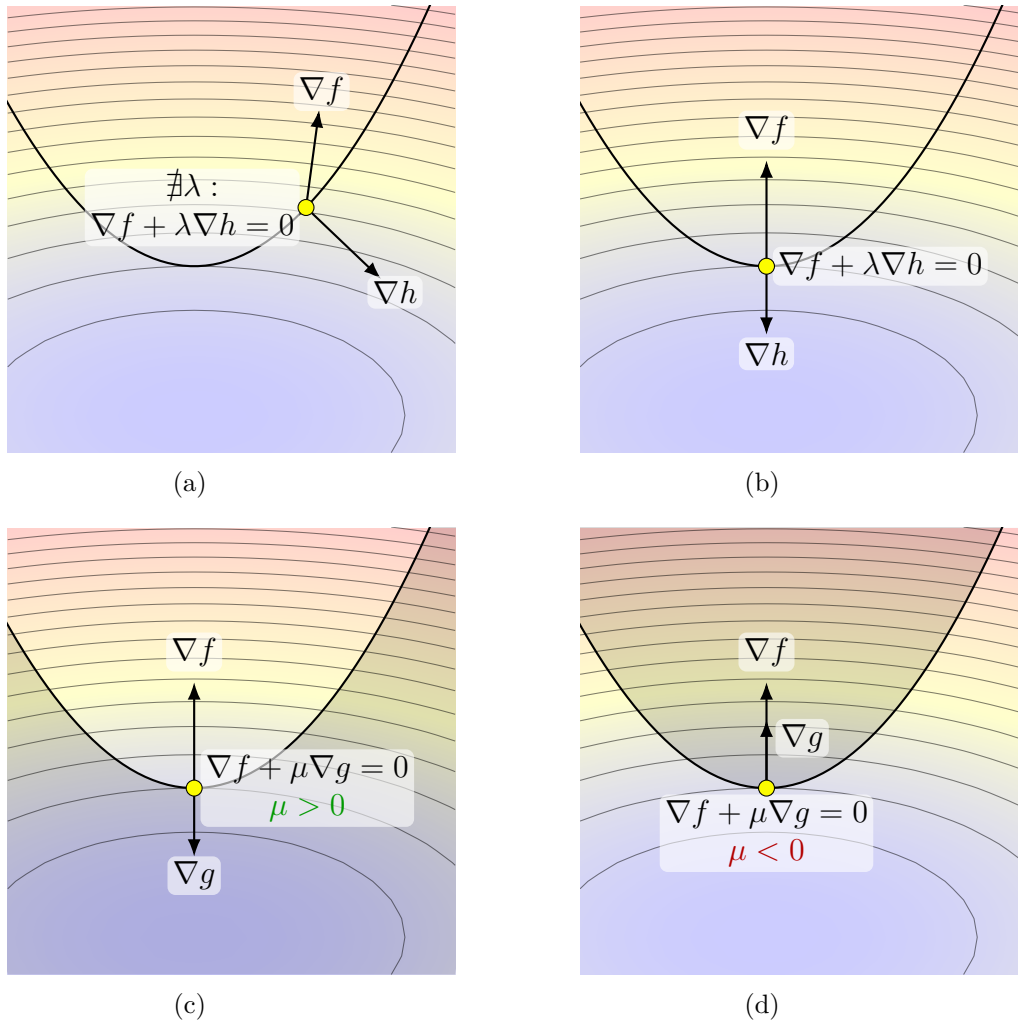 ∇f
∄λ :
∇f + λ∇h = 0
∇h
(a)
∇f
∇f + λ∇h = 0
∇h
(b)
∇f
∇f + μ∇g = 0
μ > 0
∇g
(c)
∇f
∇g
∇f + μ∇g = 0
μ < 0
(d)